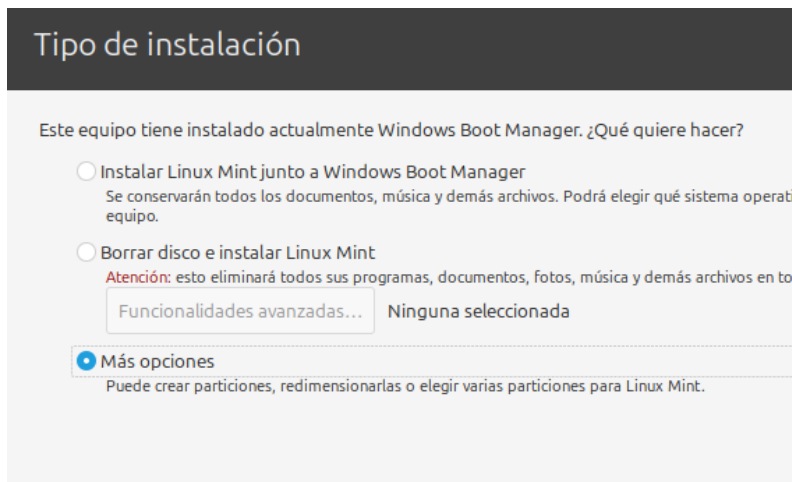 Tipo de instalación
Este equipo tiene instalado actualmente Windows Boot Manager. ¿Qué quiere hacer?
Instalar Linux Mint junto a Windows Boot Manager
Se conservarán todos los documentos, música y demás archivos. Podrá elegir qué sistema operati
equipo.
Borrar disco e instalar Linux Mint
Atención: esto eliminará todos sus programas, documentos, fotos, música y demás archivos en to
Funcionalidades avanzadas... Ninguna seleccionada
Más opciones
Puede crear particiones, redimensionarlas o elegir varias particiones para Linux Mint.